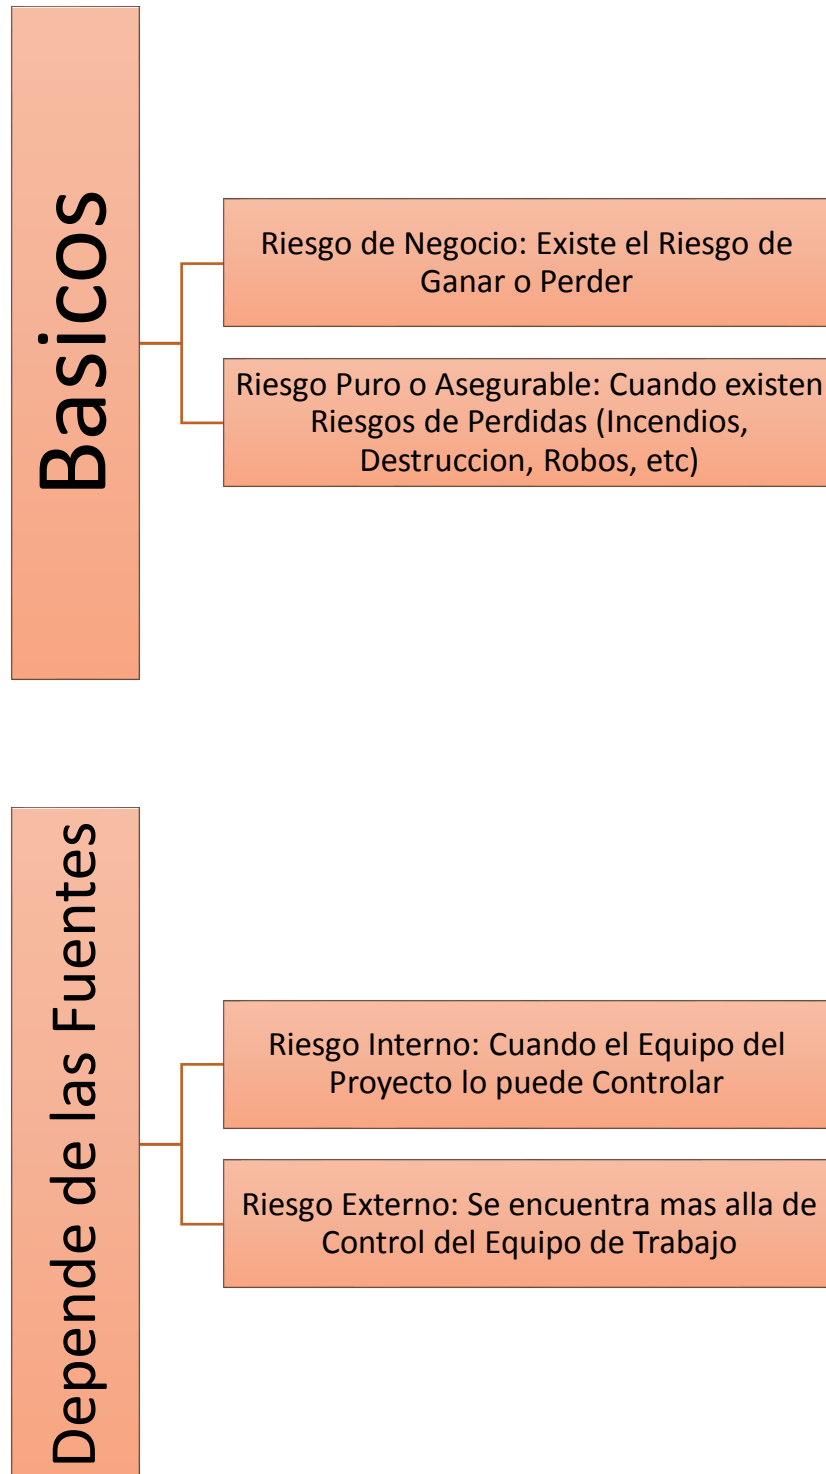 Basicos
Riesgo de Negocio: Existe el Riesgo de
Ganar o Perder
Riesgo Puro o Asegurable: Cuando existen
Riesgos de Perdidas (Incendios,
Destruccion, Robos, etc)
Depende de las Fuentes
Riesgo Interno: Cuando el Equipo del
Proyecto lo puede Controlar
Riesgo Externo: Se encuentra mas alla de
Control del Equipo de Trabajo